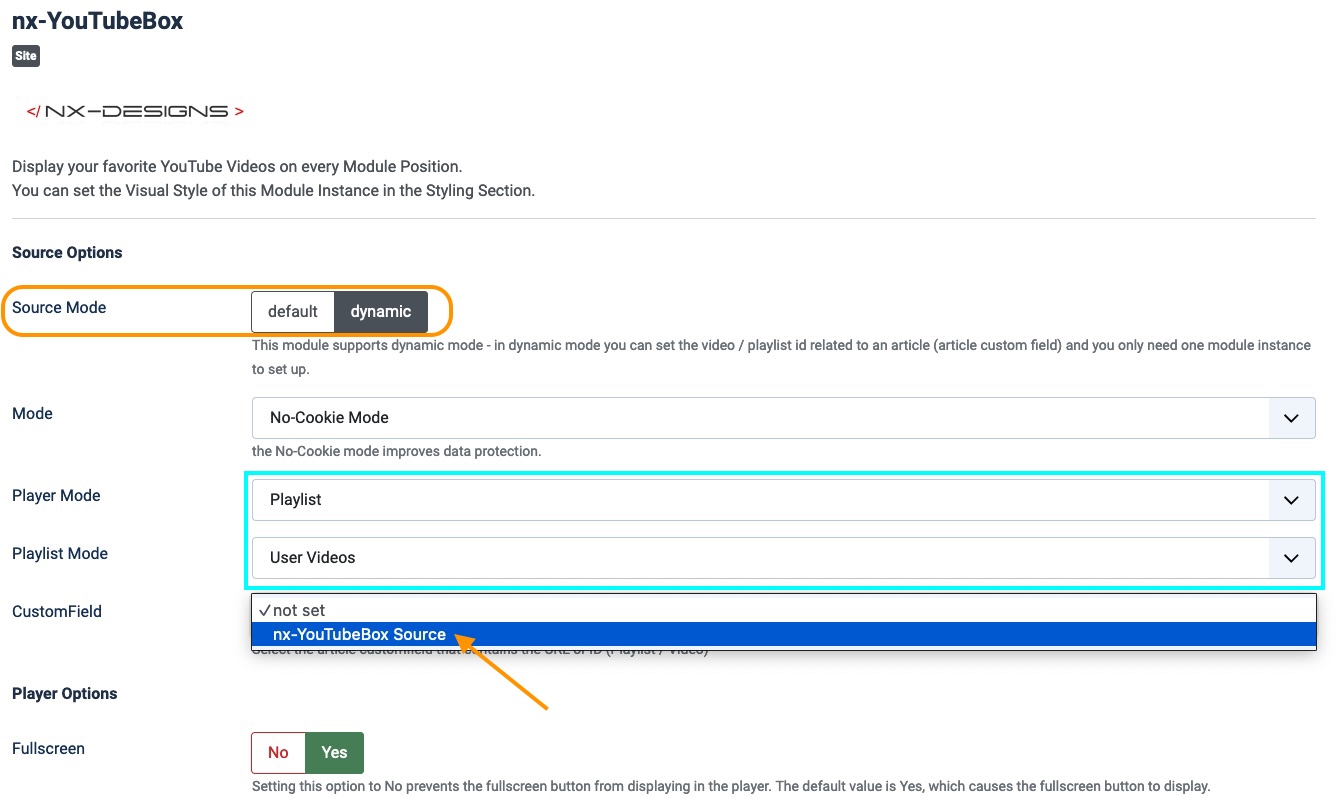 nx-YouTubeBox
Site
</ NX-DESIGNS >
Display your favorite YouTube Videos on every Module Position.
You can set the Visual Style of this Module Instance in the Styling Section.
Source Options
Source Mode
default dynamic
This module supports dynamic mode - in dynamic mode you can set the video / playlist id related to an article (article custom field) and you only need one module instance
to set up.
Mode
No-Cookie Mode
the No-Cookie mode improves data protection.
Player Mode
Playlist
Playlist Mode
User Videos
CustomField
✓ not set
nx-YouTubeBox Source
Select the article customfield that contains the URL or ID (Playlist / Video)
Player Options
Fullscreen
No Yes
Setting this option to No prevents the fullscreen button from displaying in the player. The default value is Yes, which causes the fullscreen button to display.